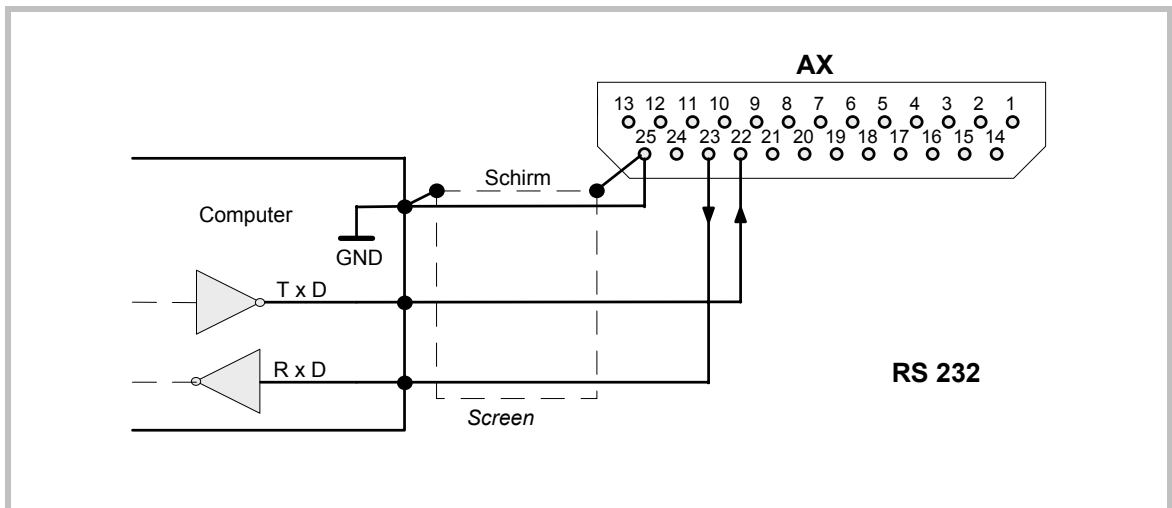 AX
13 12 11 10 9 8 7 6 5 4 3 2 1
25 24 23 22 21 20 19 18 17 16 15 14
Schirm
Computer
GND
T x D
R x D
RS 232
Screen